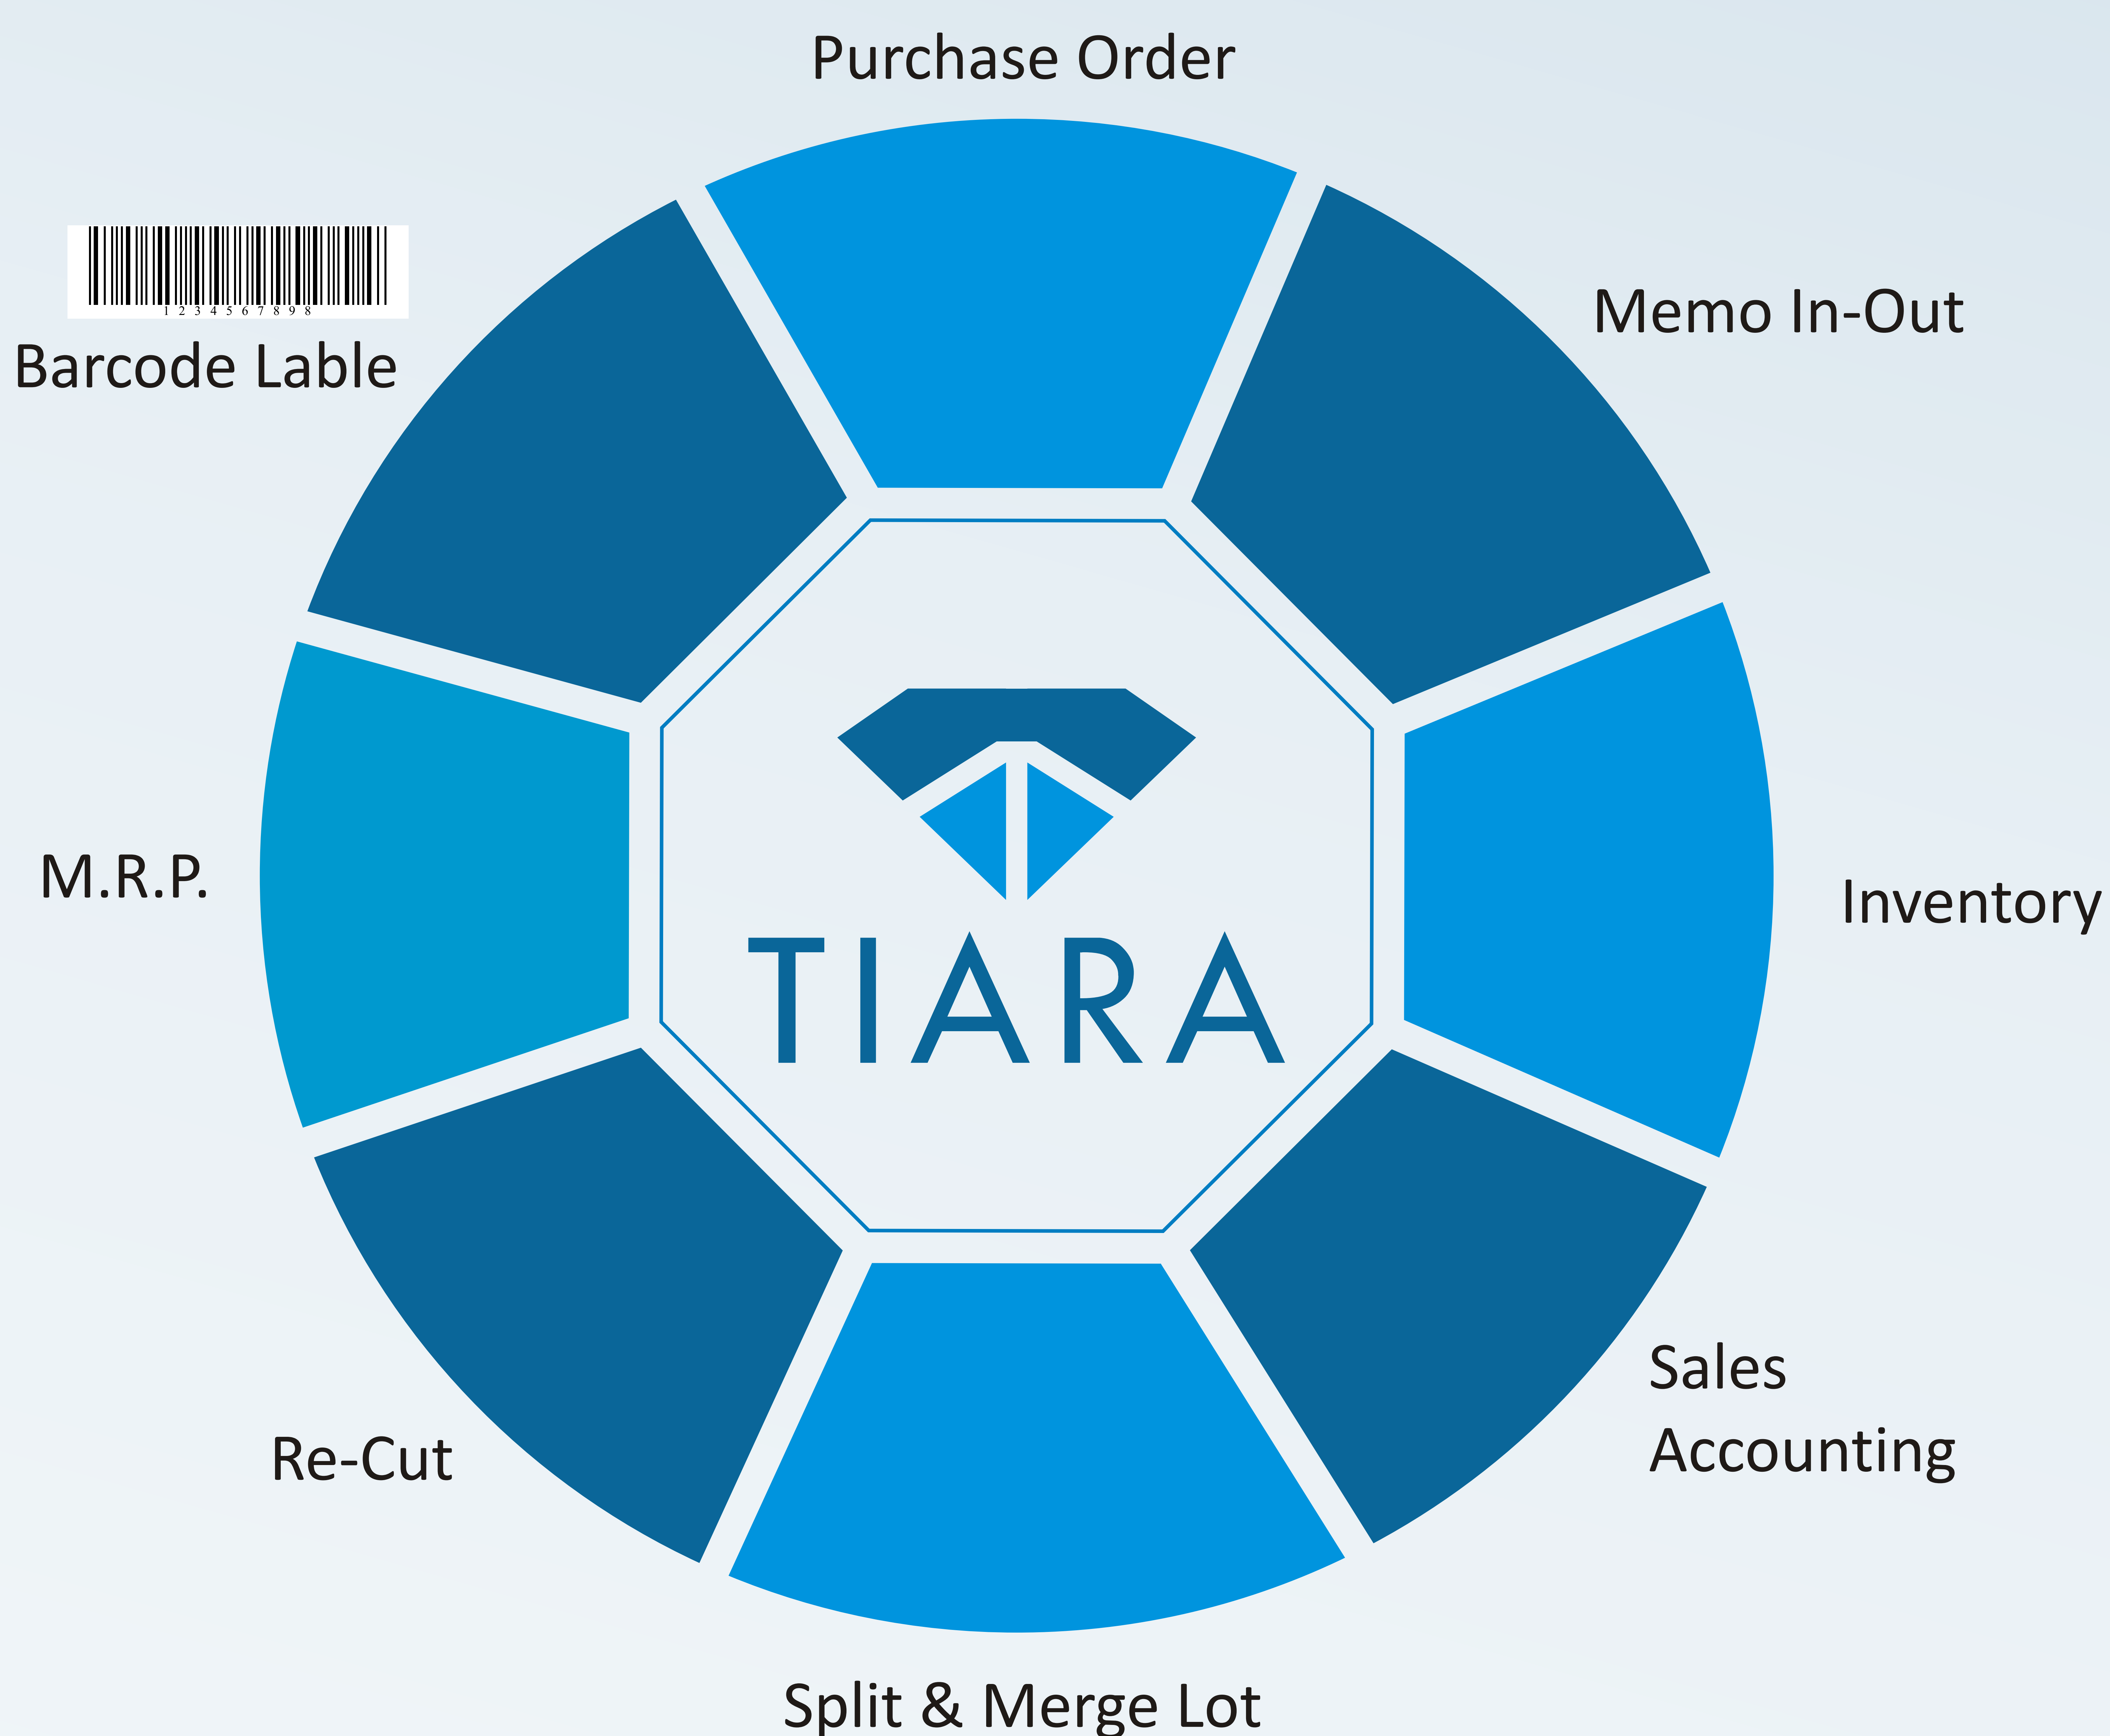 Purchase Order
Memo In-Out
1 2 3 4 5 6 7 8 9 8
Barcode Lable
TIARA
M.R.P.
Inventory
Sales
Accounting
Re-Cut
Split & Merge Lot